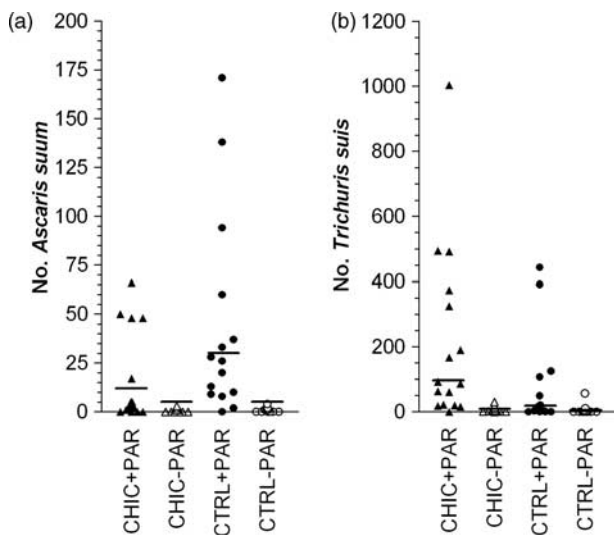 (a)
No. Ascaris suum
200
175
150
125
100
75
50
25
0
CHIC+PAR
CHIC-PAR
CTRL+PAR
CTRL-PAR
(b)
No. Trichuris suis
1200
1000
800
600
400
200
0
CHIC+PAR
CHIC-PAR
CTRL+PAR
CTRL-PAR